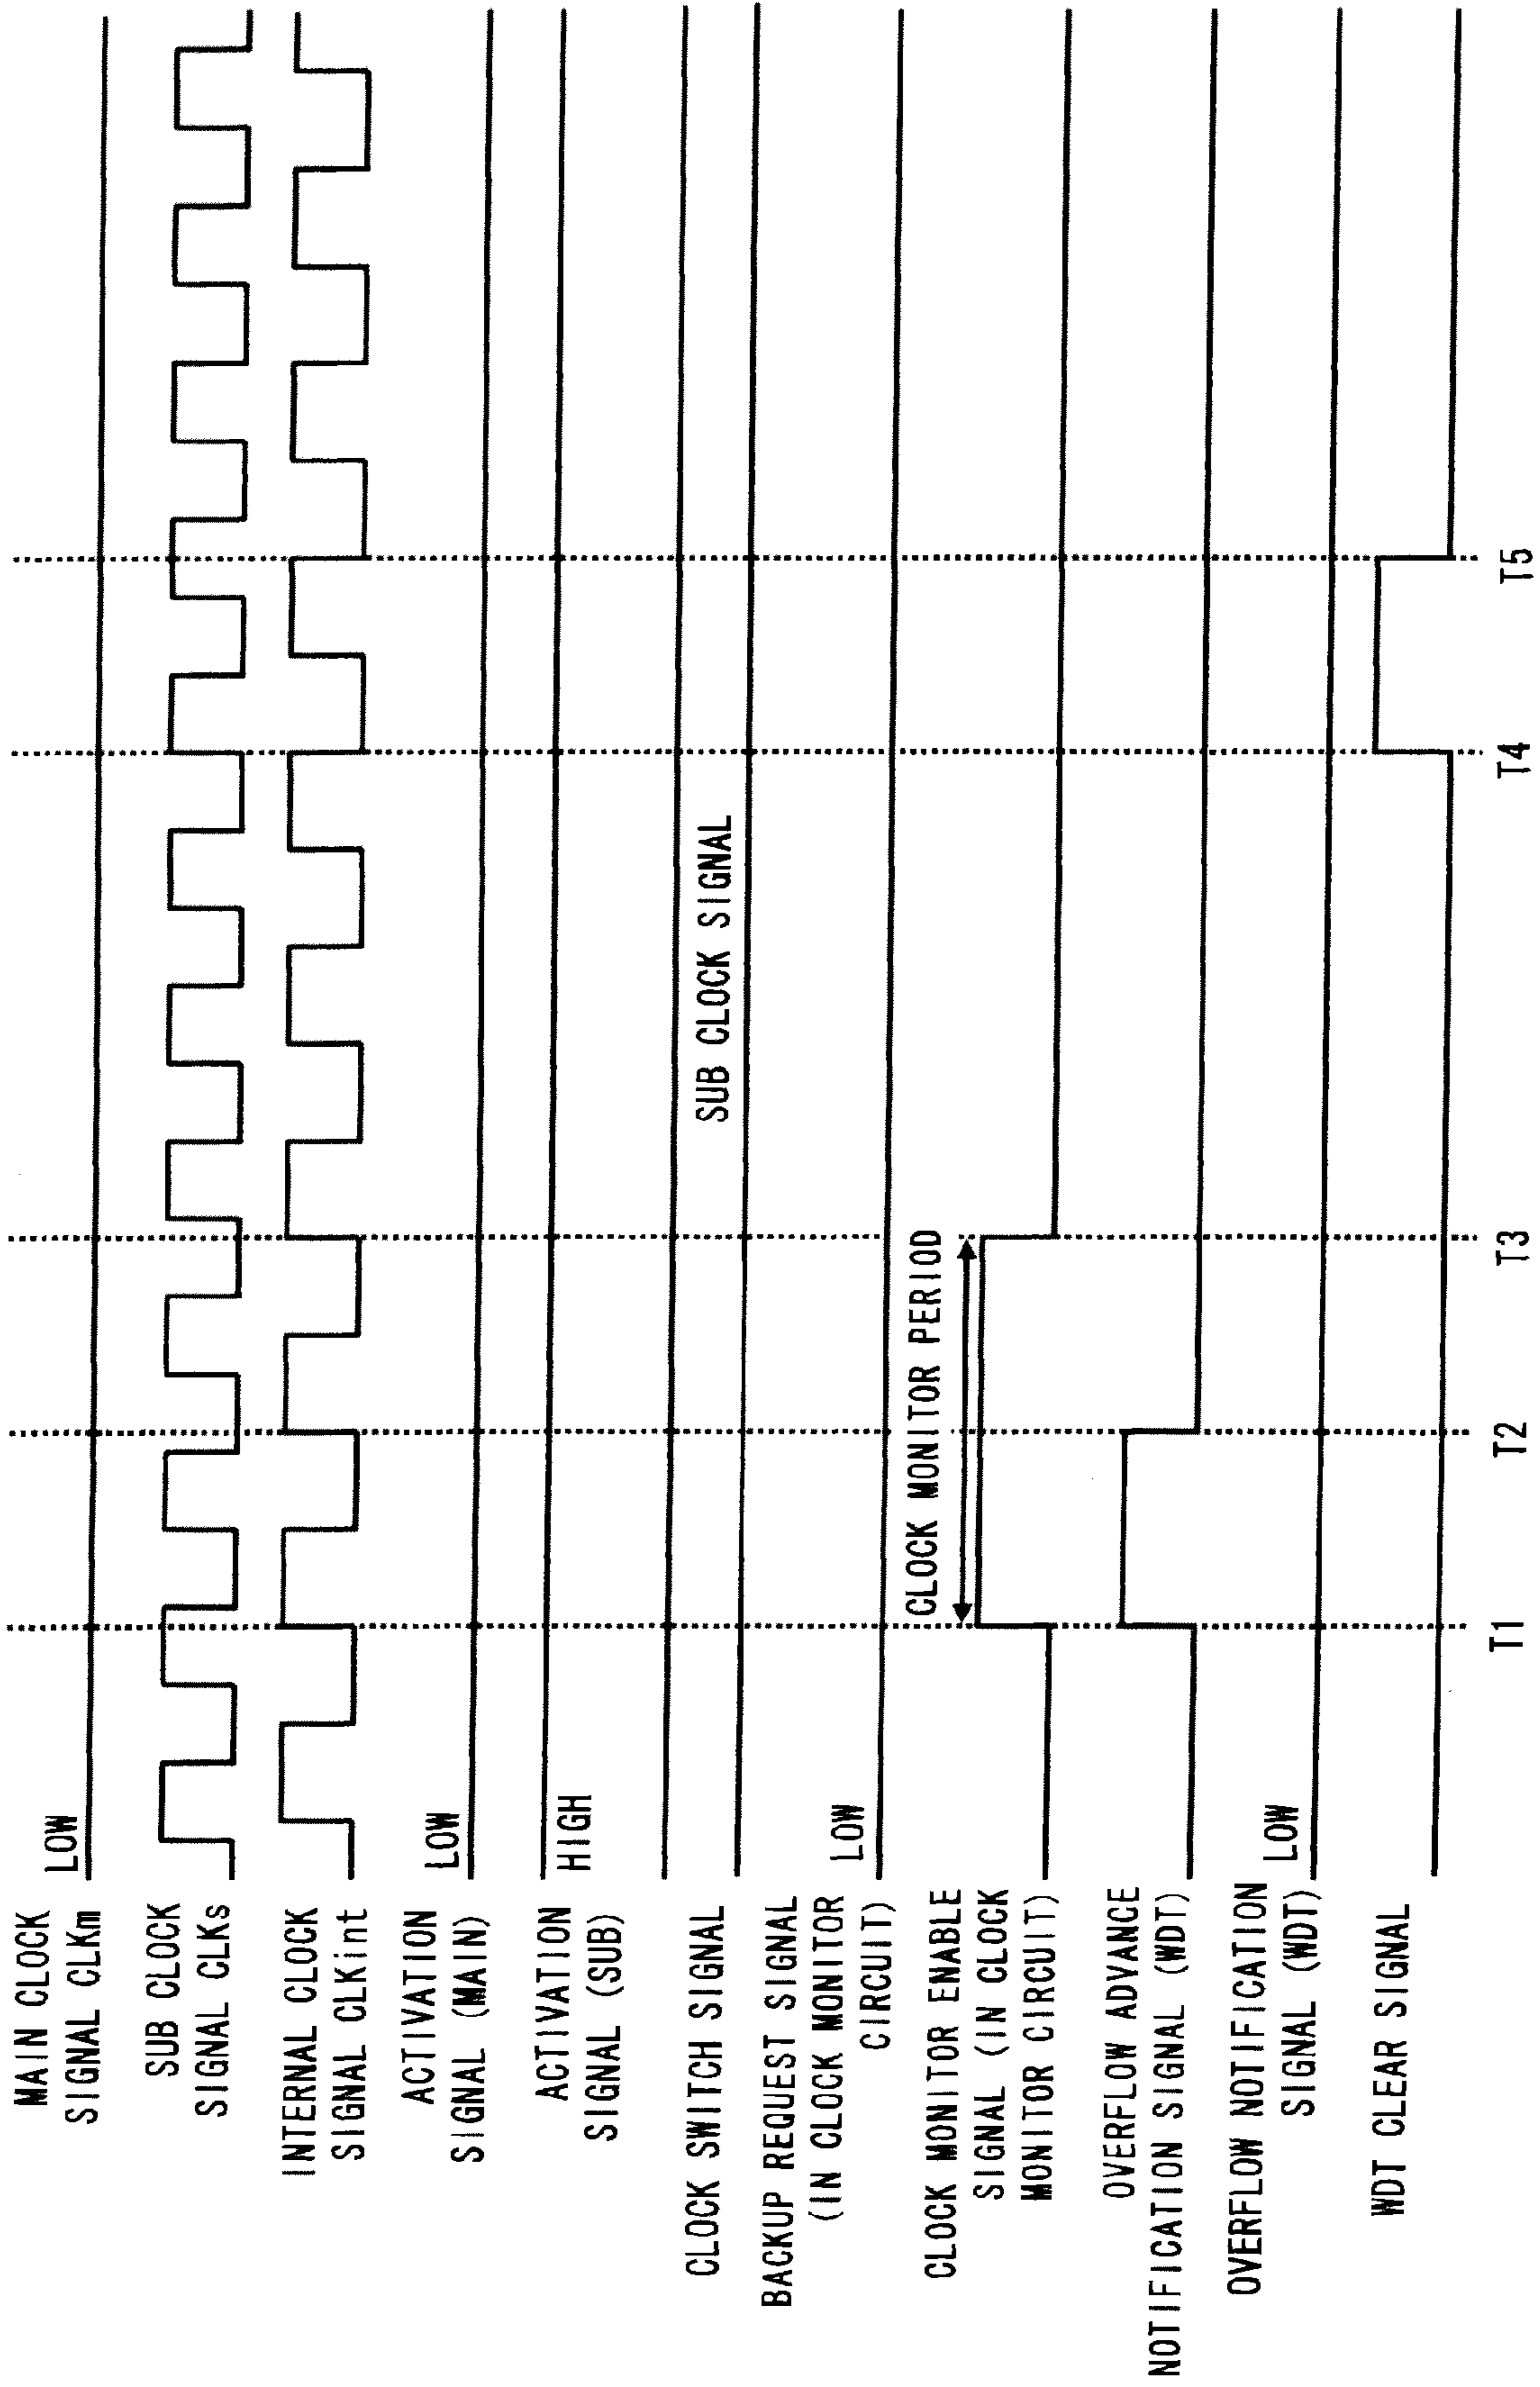 MAIN CLOCK
SIGNAL CLKm
LOW
SUB CLOCK
SIGNAL CLKs
INTERNAL CLOCK
SIGNAL CLKint
ACTIVATION
SIGNAL (MAIN)
LOW
ACTIVATION
SIGNAL (SUB)
HIGH
CLOCK SWITCH SIGNAL
SUB CLOCK SIGNAL
BACKUP REQUEST SIGNAL
(IN CLOCK MONITOR
CIRCUIT)
LOW
CLOCK MONITOR PERIOD
CLOCK MONITOR ENABLE
SIGNAL (IN CLOCK
MONITOR CIRCUIT)
OVERFLOW ADVANCE
NOTIFICATION SIGNAL (WDT)
OVERFLOW NOTIFICATION
SIGNAL (WDT)
LOW
WDT CLEAR SIGNAL
T1
T2
T3
T4
T5